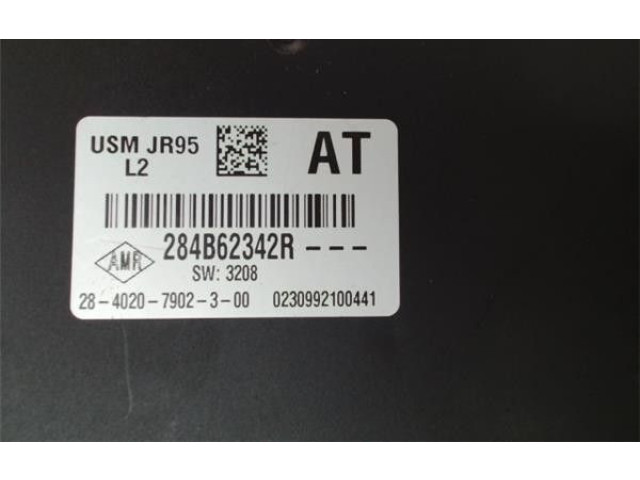 USM JR95 AT
L2
AMR 284B62342R---
SW: 3208
28-4020-7902-3-00 0230992100441